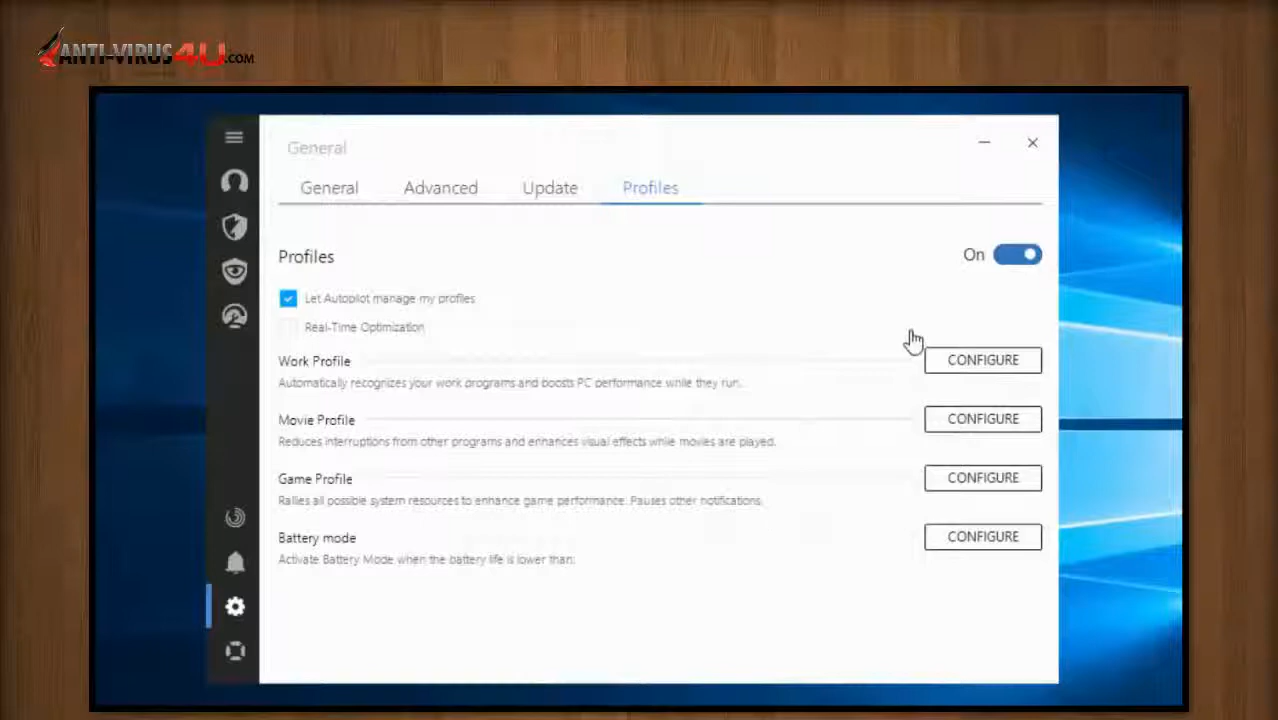 ANTI-VIRUS4U.COM
General
General Advanced Update Profiles
Profiles On
Let Autopilot manage my profiles
Real-Time Optimization
Work Profile CONFIGURE
Automatically recognizes your work programs and boosts PC performance while they run.
Movie Profile CONFIGURE
Reduces interruptions from other programs and enhances visual effects while movies are played.
Game Profile CONFIGURE
Rallies all possible system resources to enhance game performance. Pauses other notifications.
Battery mode CONFIGURE
Activate Battery Mode when the battery life is lower than: